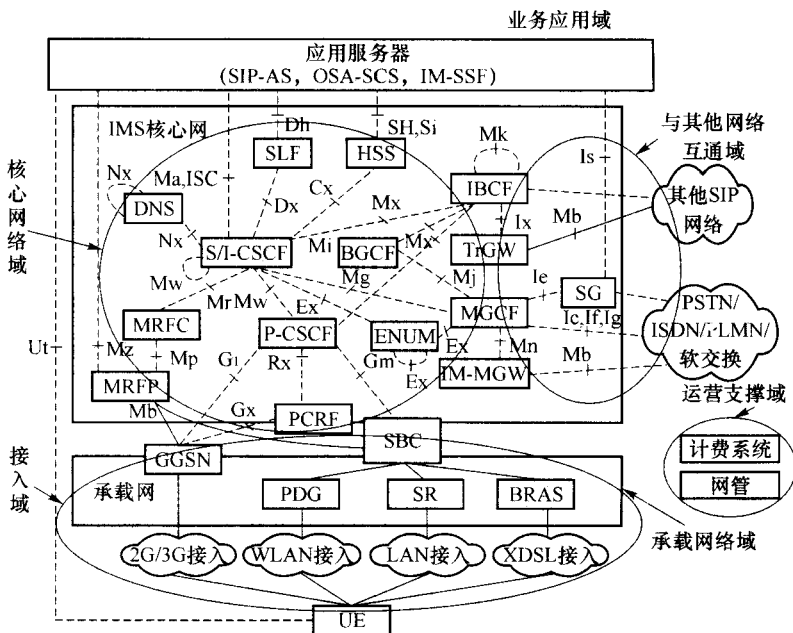 业务应用域
应用服务器
(SIP-AS, OSA-SCS, IM-SSF)
IMS核心网
Dh
SH,Si
Mk
Is
与其他网络
互通域
核心
网络
域
Nx
Ma,ISC
SLF
HSS
IBCF
DNS
Dx
Cx
Mx
Ix
Mb
其他SIP
网络
Nx
S/I-CSCF
Mi
BGCF
Mx
TrGW
Mw
Mr
Mw
Ex
Mg
Mj
Ie
SG
MRFC
P-CSCF
ENUM
MGCF
Ic,If,Ig
PSTN/
ISDN/PLMN/
软交换
Ut
Mz
Mp
Gi
Rx
Gm
Ex
Ex
Mn
Mb
IM-MGW
MRFP
Mb
Gx
PCRF
SBC
运营支撑域
计费系统
网管
接入
域
GGSN
承载网
PDG
SR
BRAS
承载网络域
2G/3G接入
WLAN接入
LAN接入
XDSL接入
UE